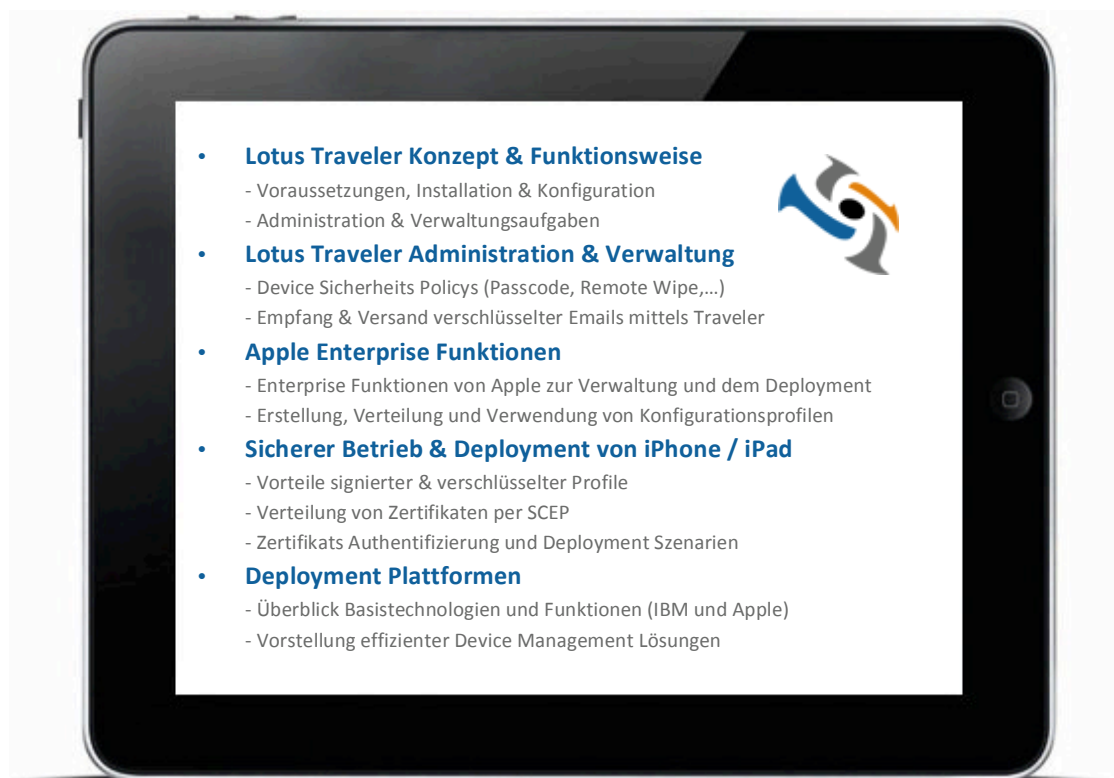 • Lotus Traveler Konzept & Funktionsweise
- Voraussetzungen, Installation & Konfiguration
- Administration & Verwaltungsaufgaben
• Lotus Traveler Administration & Verwaltung
- Device Sicherheits Policys (Passcode, Remote Wipe,...)
- Empfang & Versand verschlüsselter Emails mittels Traveler
• Apple Enterprise Funktionen
- Enterprise Funktionen von Apple zur Verwaltung und dem Deployment
- Erstellung, Verteilung und Verwendung von Konfigurationsprofilen
• Sicherer Betrieb & Deployment von iPhone / iPad
- Vorteile signierter & verschlüsselter Profile
- Verteilung von Zertifikaten per SCEP
- Zertifikats Authentifizierung und Deployment Szenarien
• Deployment Plattformen
- Überblick Basistechnologien und Funktionen (IBM und Apple)
- Vorstellung effizienter Device Management Lösungen